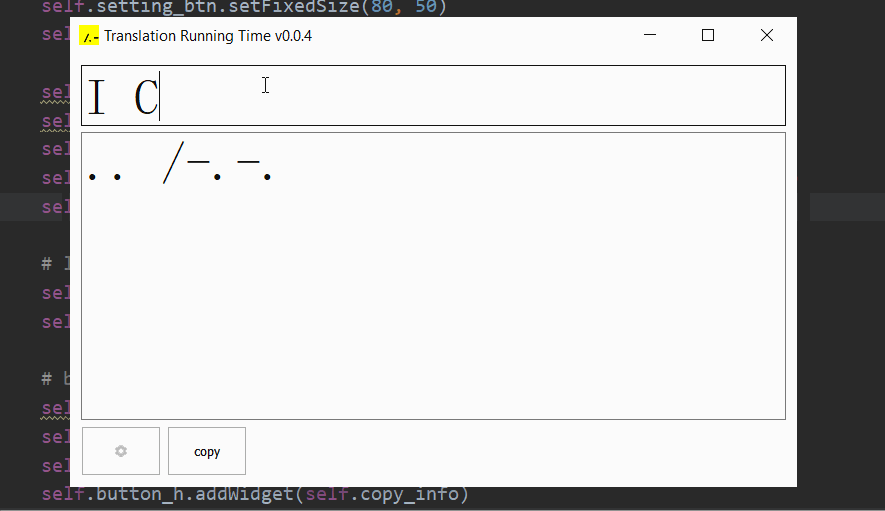 self.setting_btn.setFixedSize(80, 50)
sel
/.- Translation Running Time v0.0.4
I C
.. /-.-.
sel
sel
sel
sel
sel
# I
sel
sel
# b
sel
sel
sel
copy
self.button_h.addWidget(self.copy_info)